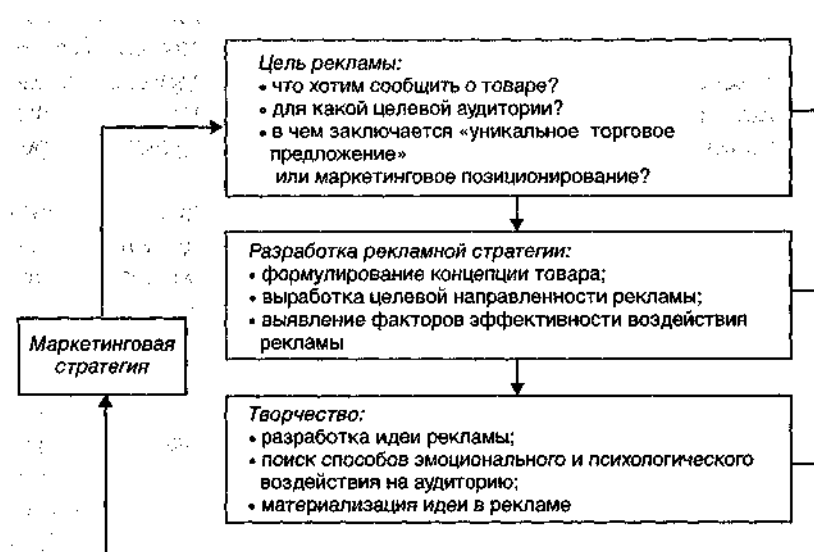 Цель рекламы:
• что хотим сообщить о товаре?
• для какой целевой аудитории?
• в чем заключается «уникальное торговое
предложение»
или маркетинговое позиционирование?
Разработка рекламной стратегии:
• формулирование концепции товара;
• выработка целевой направленности рекламы;
• выявление факторов эффективности воздействия
рекламы
Маркетинговая
стратегия
Творчество:
• разработка идеи рекламы;
• поиск способов эмоционального и психологического
воздействия на аудиторию;
• материализация идеи в рекламе